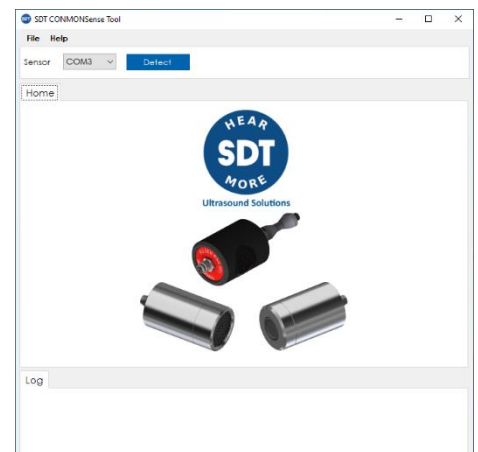 SDT CONMONSense Tool
File Help
Sensor COM3 Detect
Home
HEAR
SDT
MORE
Ultrasound Solutions
Log